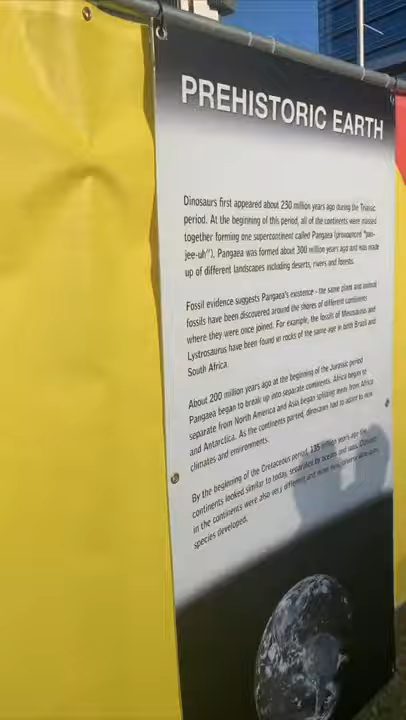 PREHISTORIC EARTH
Dinosaurs first appeared about 230 million years ago during the Triassic
period. At the beginning of this period, all of the continents were massed
together forming one supercontinent called Pangaea (pronounced "pan-
jee-uh"). Pangaea was formed about 300 million years ago and was made
up of different landscapes including deserts, rivers and forests.
Fossil evidence suggests Pangaea's existence - the same plant and animal
fossils have been discovered around the shores of different continents
where they were once joined. For example, the fossils of Mesosaurus and
Lystrosaurus have been found in rocks of the same age in both Brazil and
South Africa.
About 200 million years ago at the beginning of the Jurassic period
Pangaea began to break up into separate continents. Africa began to
separate from North America and Asia began splitting away from Africa
and Antarctica. As the continents parted, dinosaurs had to adapt to new
climates and environments.
By the beginning of the Cretaceous period, 135 million years ago the
continents looked similar to today, separated by oceans and seas.
in the continents were also very different and more new
species developed.